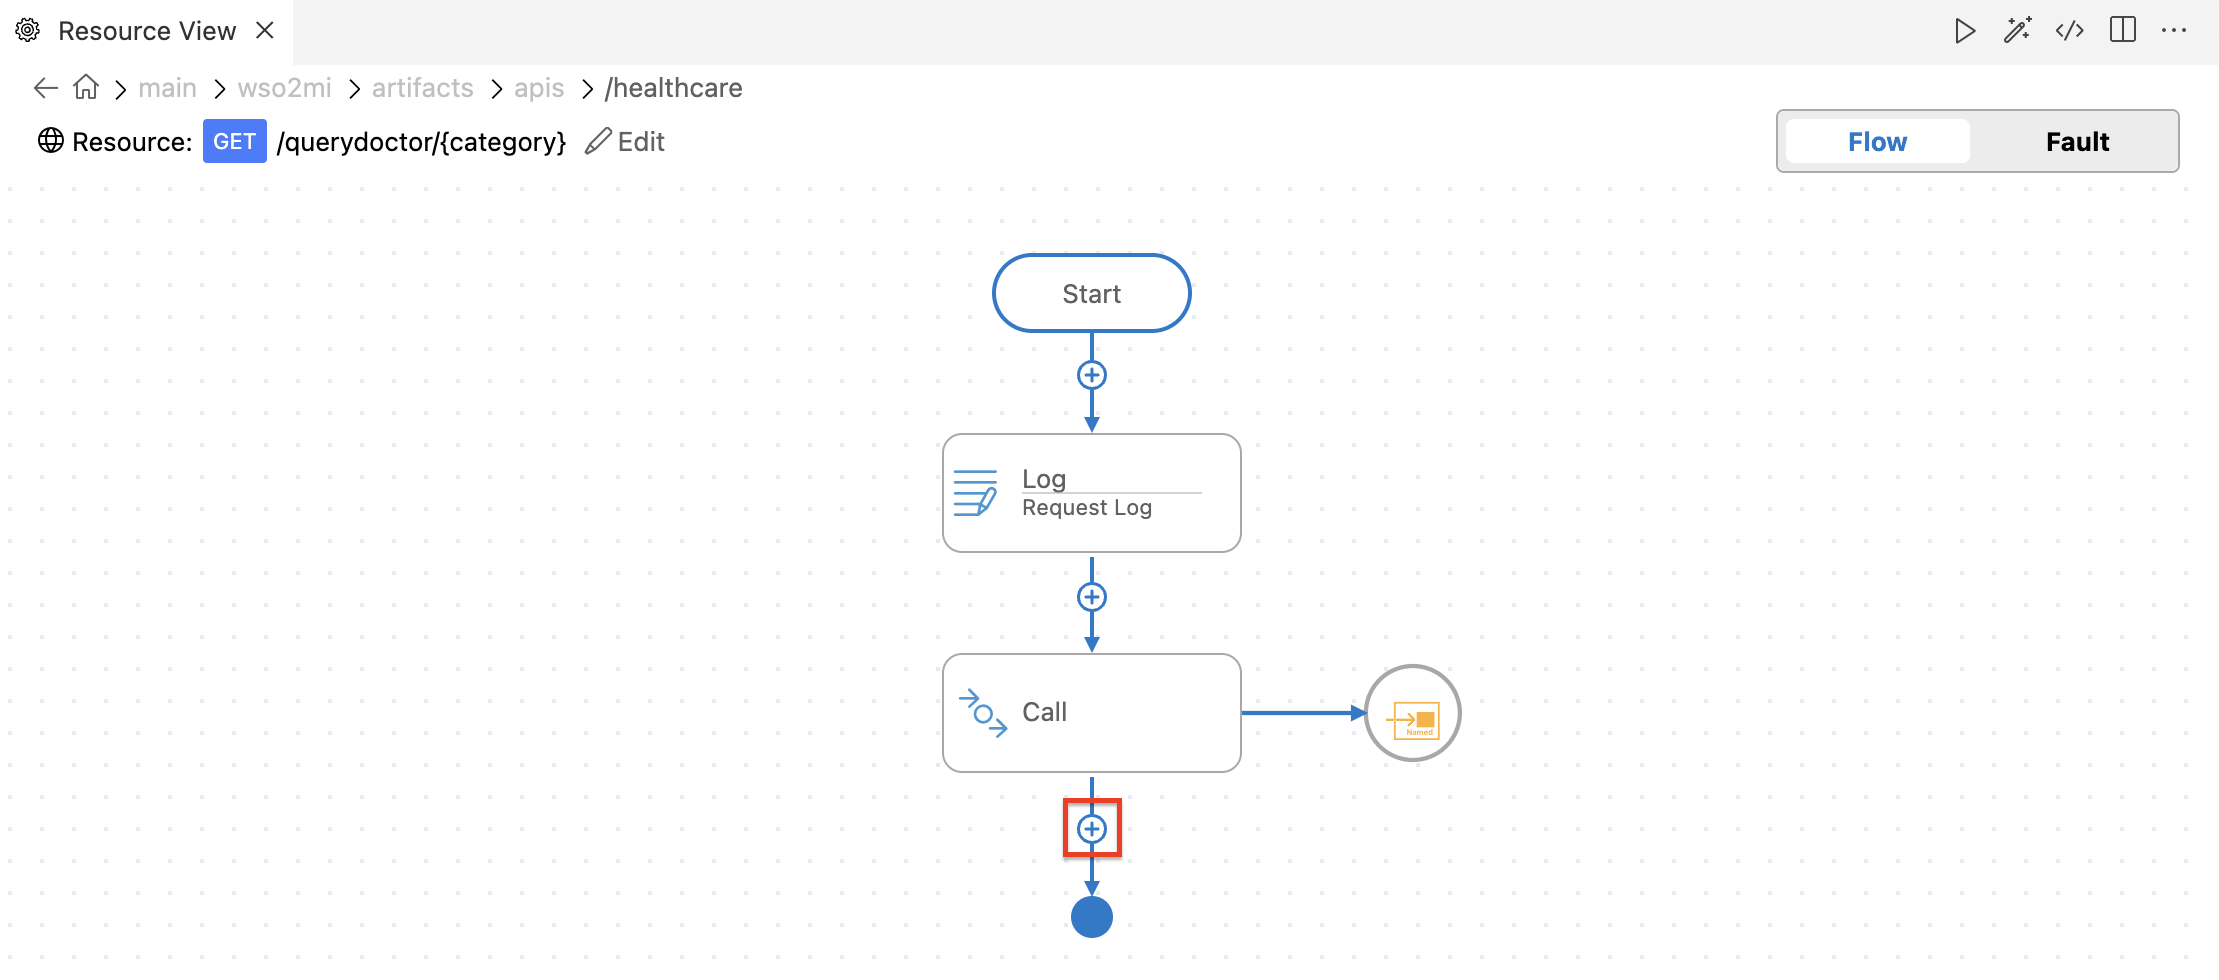 Resource View
main wso2mi artifacts apis /healthcare
Resource: GET /querydoctor/{category} Edit
Flow Fault
Start
Log
Request Log
Call
Named